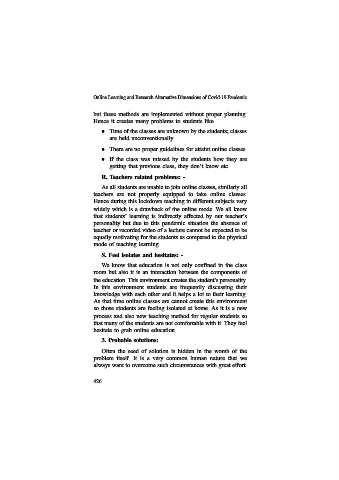 Online Learning and Research Alternative Dimensions of Covid-19 Pandemic
but these methods are implemented without proper planning.
Hence it creates many problems to students like
• Time of the classes are unknown by the students; classes
are held unconventionally.
• There are no proper guidelines for attaint online classes.
• If the class was missed by the students how they are
getting that previous class, they don't know etc.
R. Teachers related problems: -
As all students are unable to join online classes, similarly all
teachers are not properly equipped to take online classes.
Hence during this lockdown teaching in different subjects vary
widely which is a drawback of the online mode. We all know
that students' learning is indirectly affected by our teacher's
personality but due to this pandemic situation the absence of
teacher or recorded video of a lecture cannot be expected to be
equally motivating for the students as compared to the physical
mode of teaching learning.
S. Feel isolates and hesitates: -
We know that education is not only confined in the class
room but also it is an interaction between the components of
the education. This environment creates the student's personality.
In this environment students are frequently discussing their
knowledge with each other and it helps a lot to their learning.
As that time online classes are cannot create this environment
so those students are feeling isolated at home. As it is a new
process and also new teaching method for regular students so
that many of the students are not comfortable with it. They feel
hesitate to grab online education.
3. Probable solutions:
Often the seed of solution is hidden in the womb of the
problem itself. It is a very common human nature that we
always want to overcome such circumstances with great effort.
426